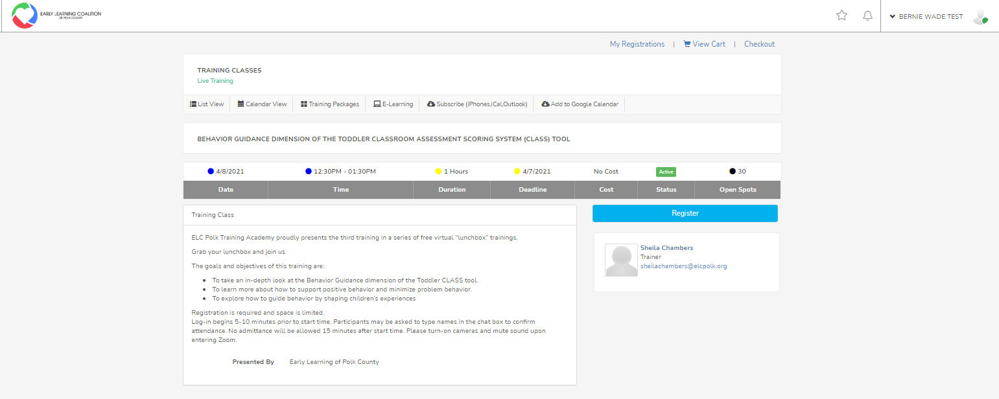 EARLY LEARNING COALITION
OF POLK COUNTY
BERNIE WADE TEST
My Registrations | View Cart | Checkout
TRAINING CLASSES
Live Training
List View
Calendar View
Training Packages
E-Learning
Subscribe (iPhones,iCal,Outlook)
Add to Google Calendar
BEHAVIOR GUIDANCE DIMENSION OF THE TODDLER CLASSROOM ASSESSMENT SCORING SYSTEM (CLASS) TOOL
4/8/2021
12:30PM - 01:30PM
1 Hours
4/7/2021
No Cost
Active
30
Date
Time
Duration
Deadline
Cost
Status
Open Spots
Training Class
ELC Polk Training Academy proudly presents the third training in a series of free virtual “lunchbox” trainings.
Grab your lunchbox and join us.
The goals and objectives of this training are:
• To take an in-depth look at the Behavior Guidance dimension of the Toddler CLASS tool.
• To learn more about how to support positive behavior and minimize problem behavior.
• To explore how to guide behavior by shaping children’s experiences
Registration is required and space is limited.
Log-in begins 5-10 minutes prior to start time. Participants may be asked to type names in the chat box to confirm
attendance. No admittance will be allowed 15 minutes after start time. Please turn-on cameras and mute sound upon
entering Zoom.
Presented By Early Learning of Polk County
Register
Sheila Chambers
Trainer
sheilachambers@elcpolk.org